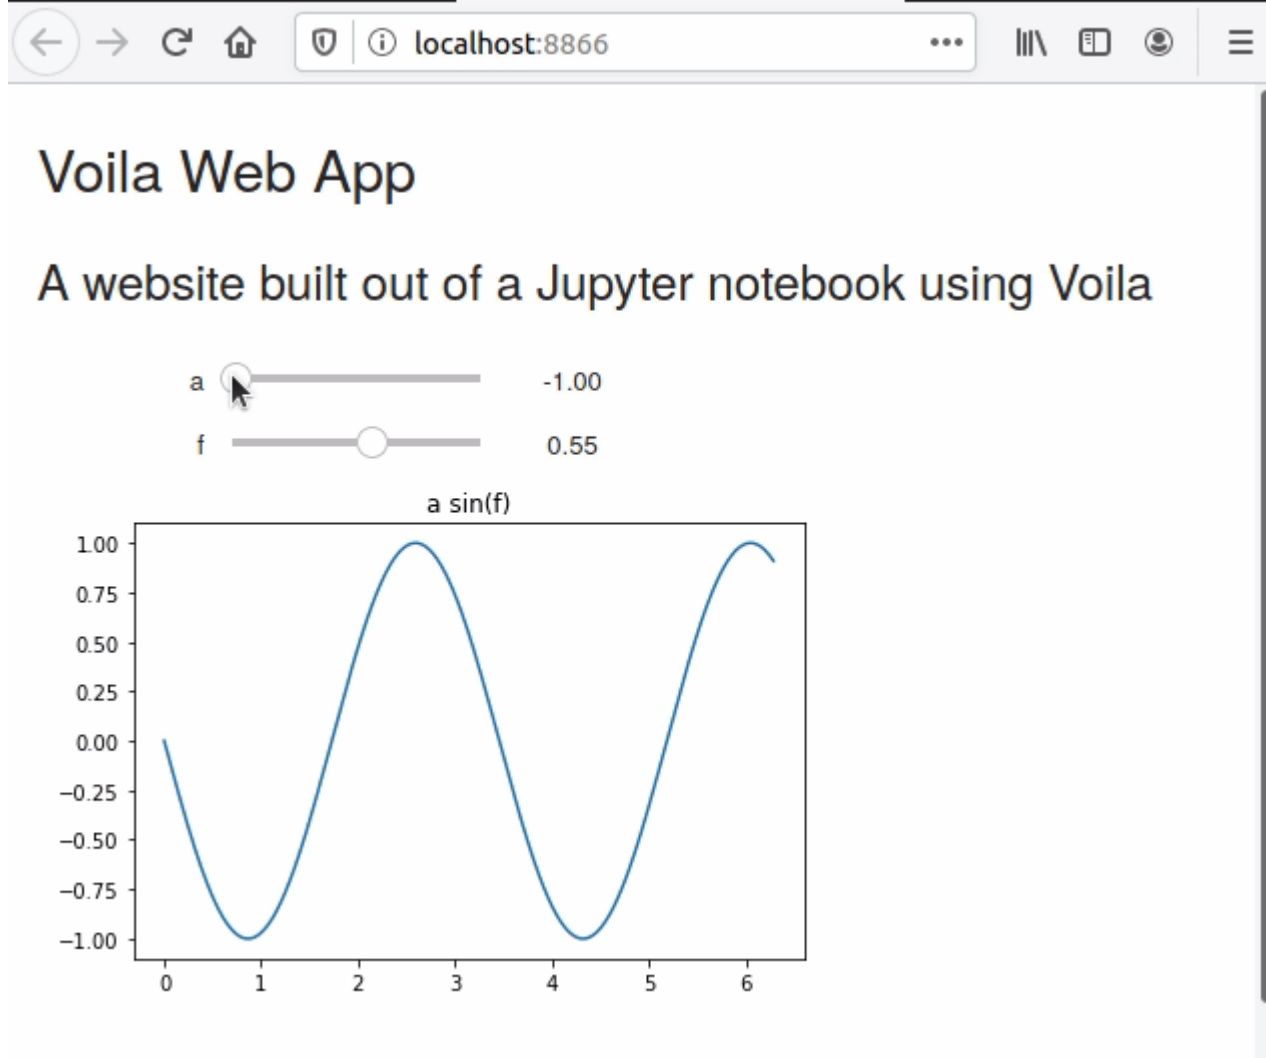 localhost:8866
Voila Web App
A website built out of a Jupyter notebook using Voila
a -1.00
f 0.55
a sin(f)
1.00
0.75
0.50
0.25
0.00
−0.25
−0.50
−0.75
−1.00
0 1 2 3 4 5 6